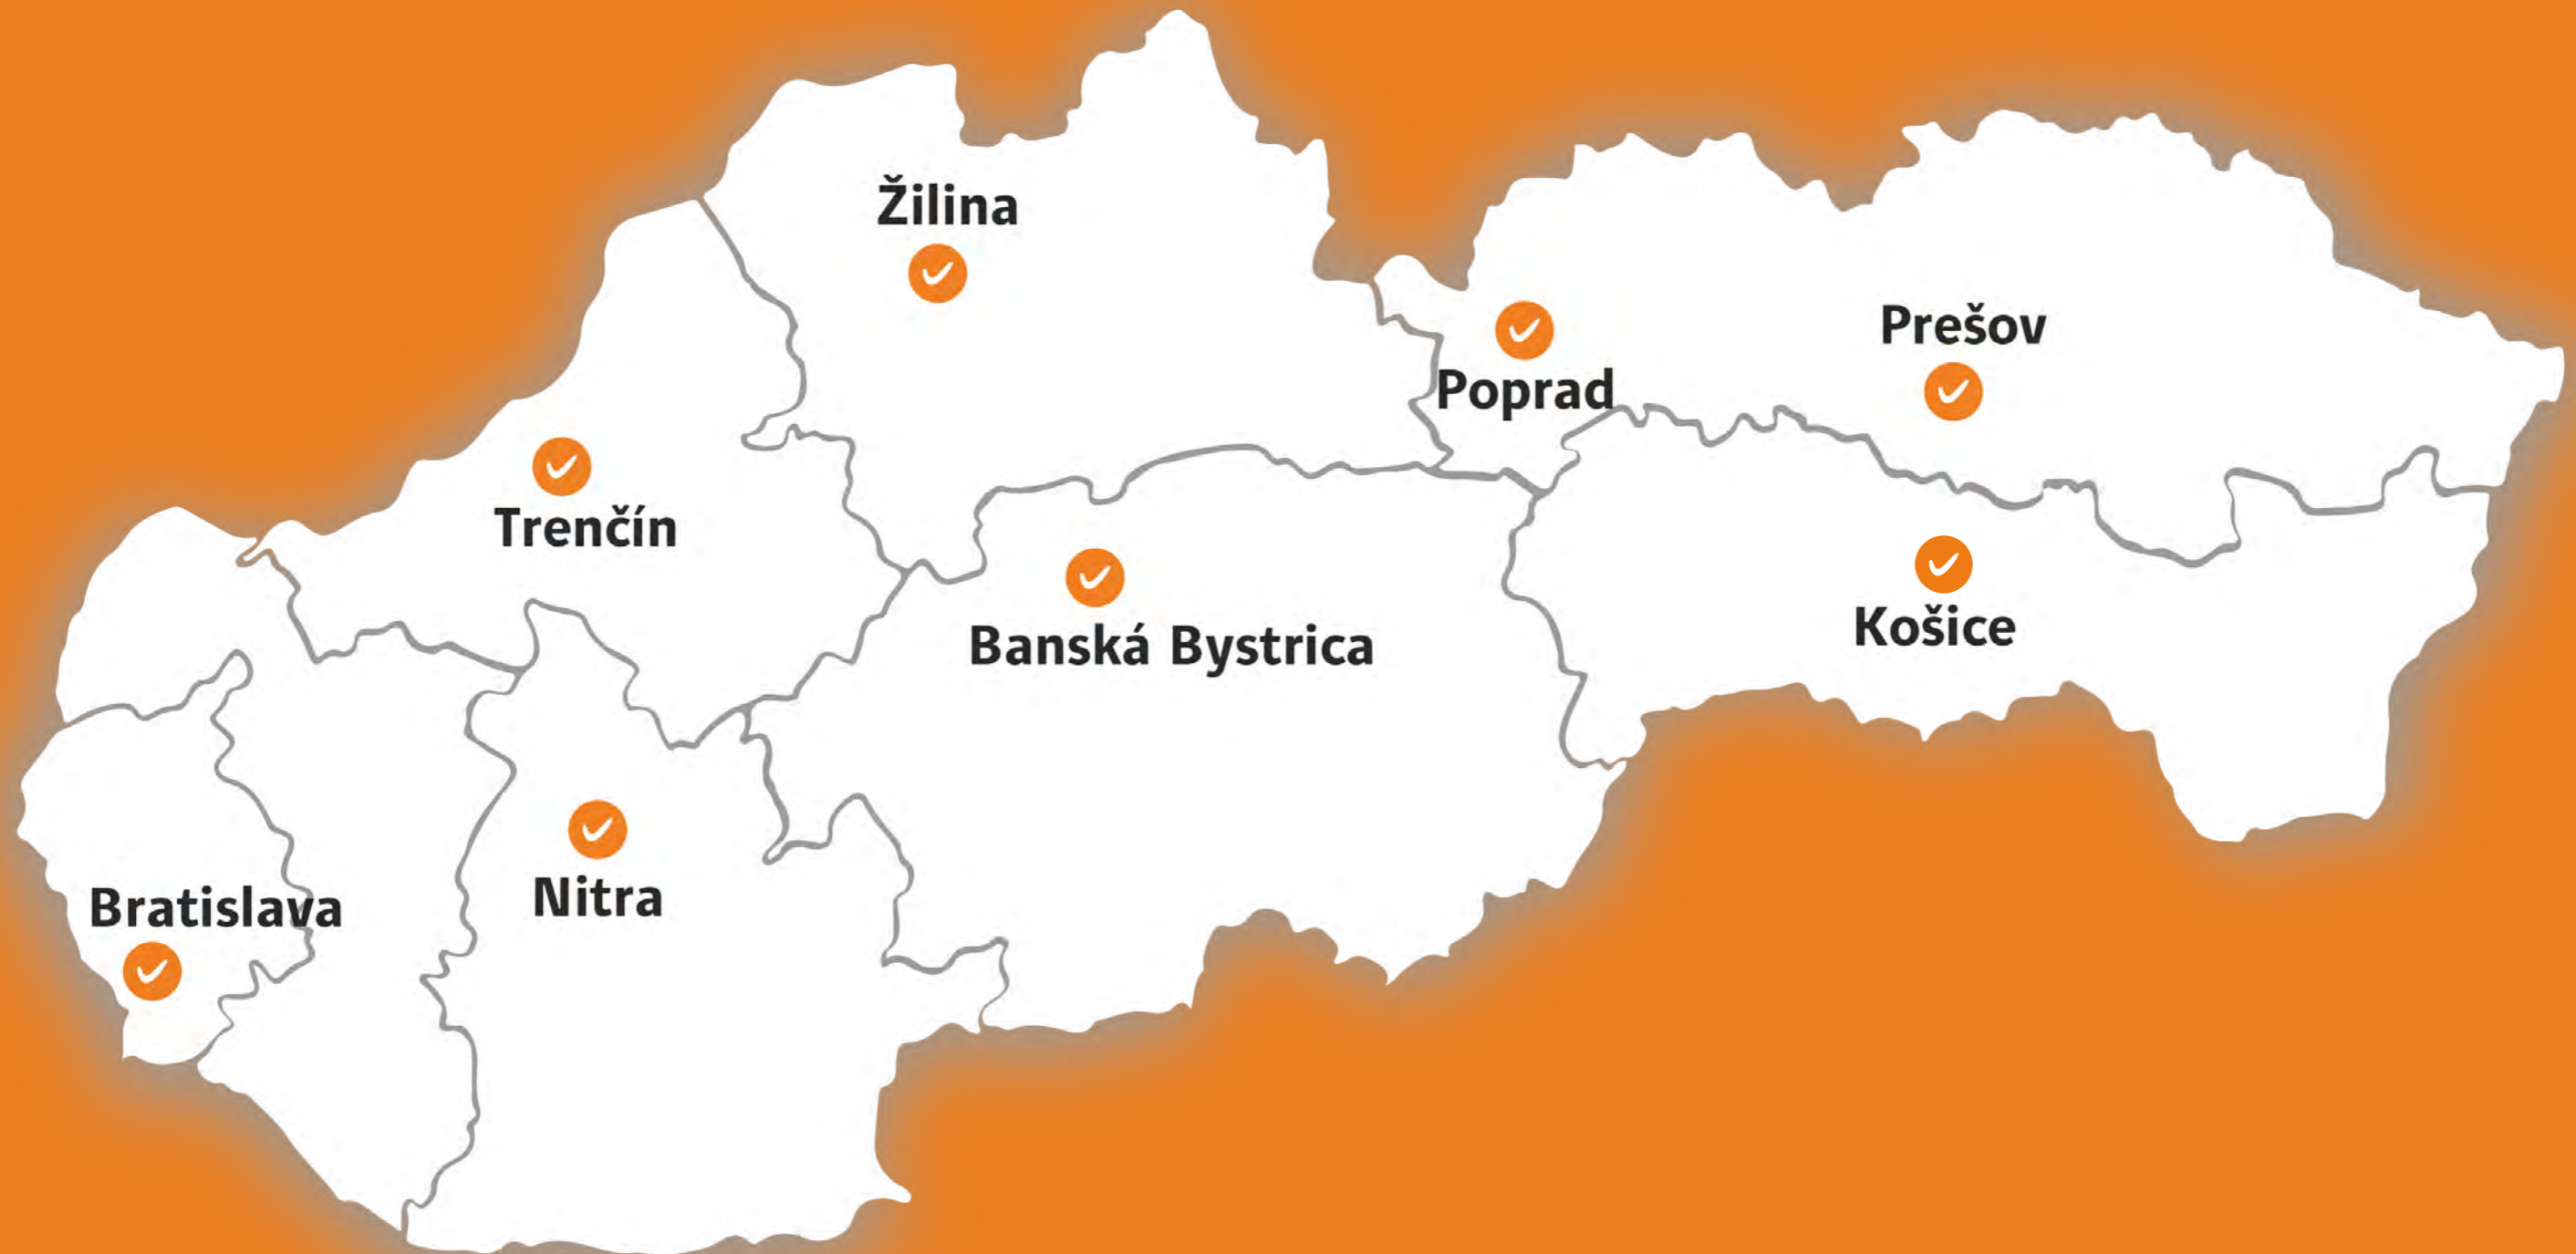 Žilina
Prešov
Poprad
Trenčín
Košice
Banská Bystrica
Nitra
Bratislava